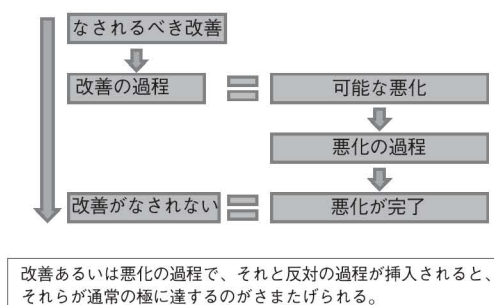 なされるべき改善
改善の過程
可能な悪化
悪化の過程
改善がなされない
悪化が完了
改善あるいは悪化の過程で、それと反対の過程が挿入されると、
それらが通常の極に達するのがさまたげられる。